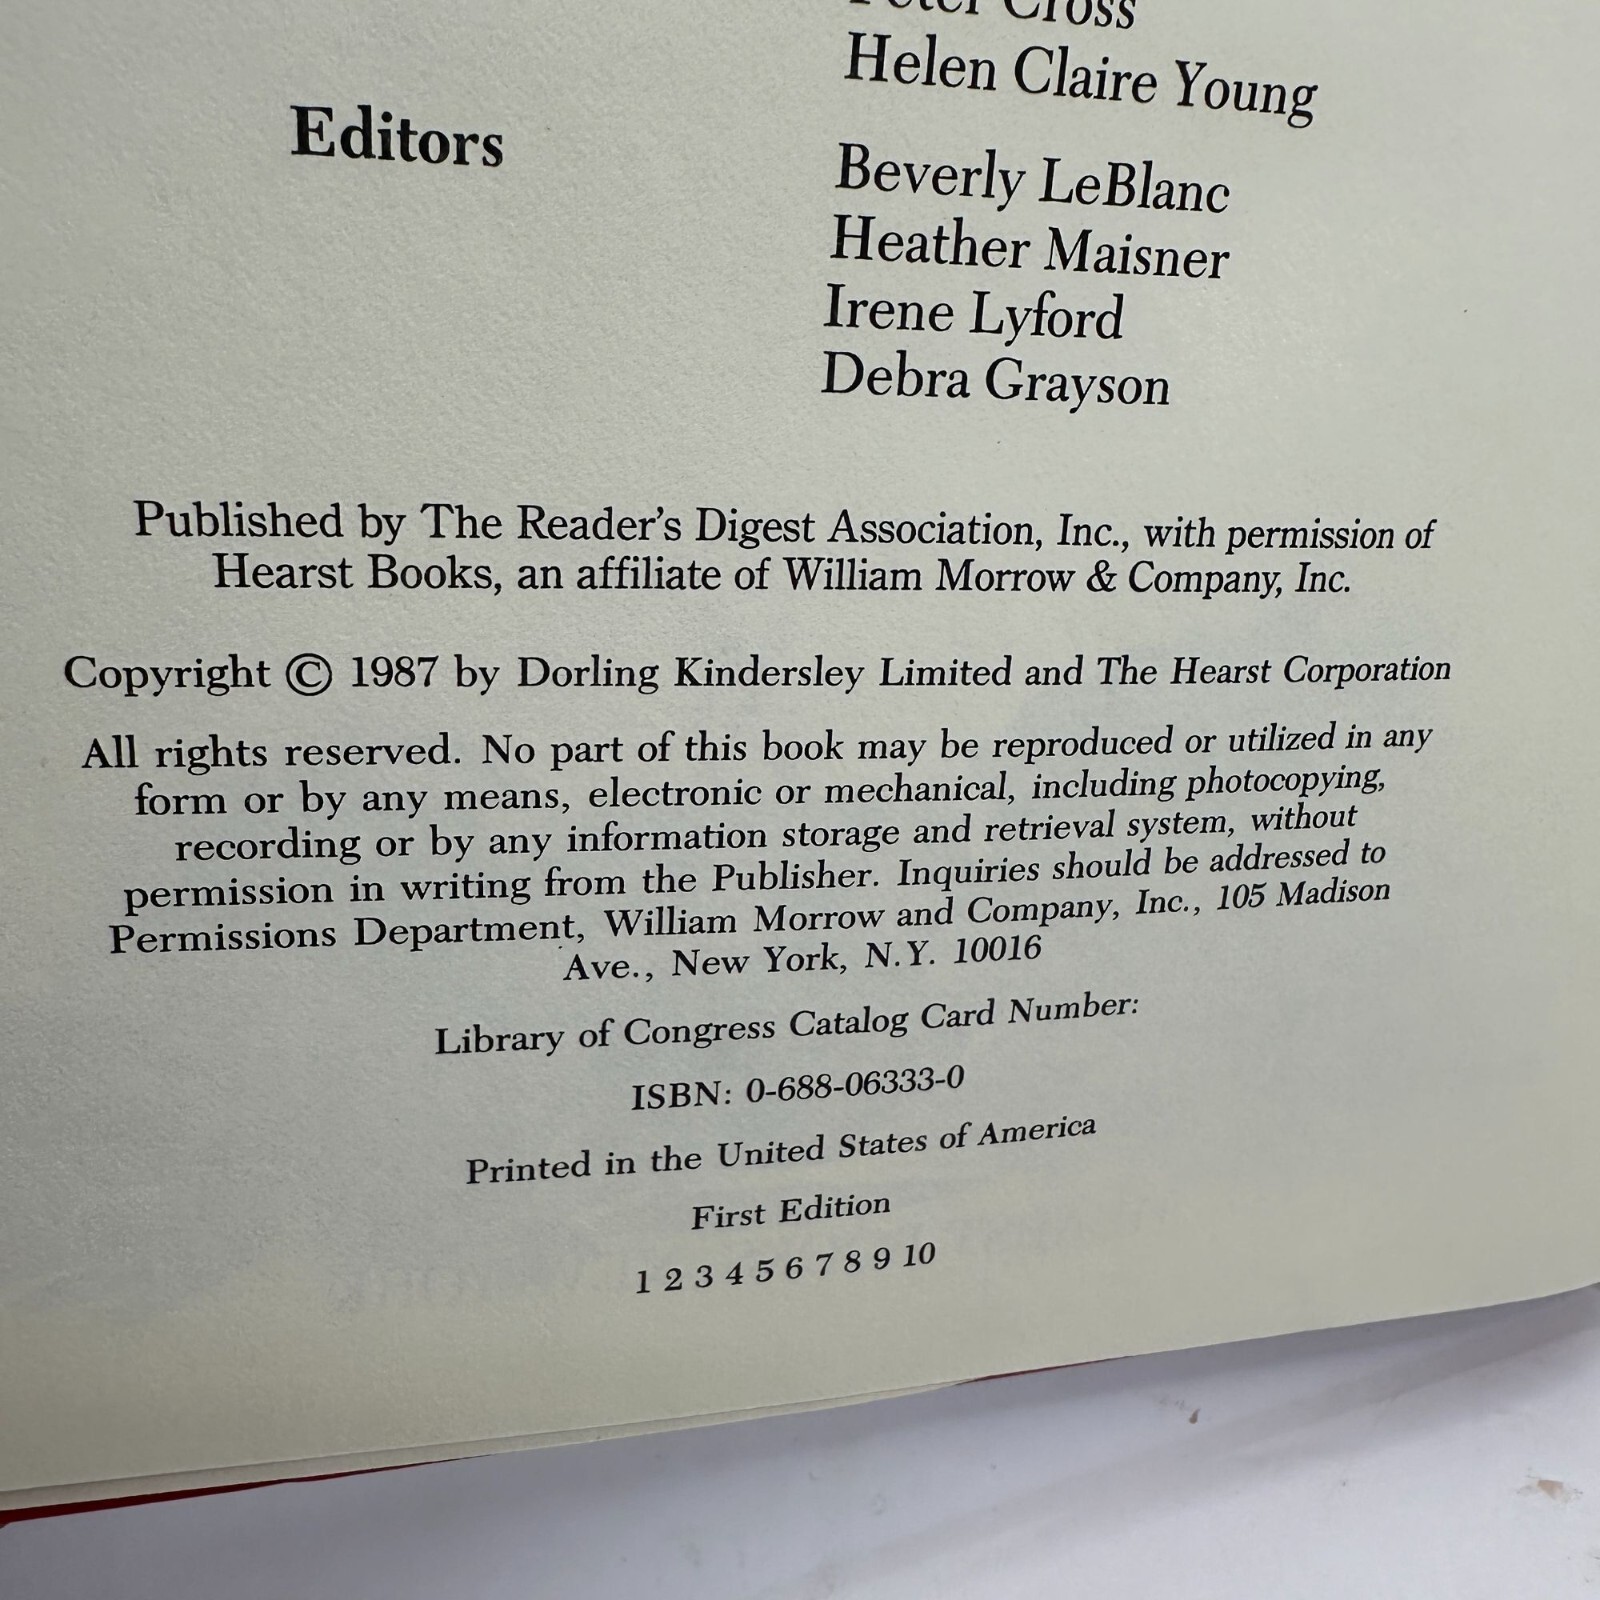 Peter Cross
Helen Claire Young
Editors
Beverly LeBlanc
Heather Maisner
Irene Lyford
Debra Grayson
Published by The Reader's Digest Association, Inc., with permission of
Hearst Books, an affiliate of William Morrow & Company, Inc.
Copyright © 1987 by Dorling Kindersley Limited and The Hearst Corporation
All rights reserved. No part of this book may be reproduced or utilized in any
form or by any means, electronic or mechanical, including photocopying,
recording or by any information storage and retrieval system, without
permission in writing from the Publisher. Inquiries should be addressed to
Permissions Department, William Morrow and Company, Inc., 105 Madison
Ave., New York, N.Y. 10016
Library of Congress Catalog Card Number:
ISBN: 0-688-06333-0
Printed in the United States of America
First Edition
1 2 3 4 5 6 7 8 9 10